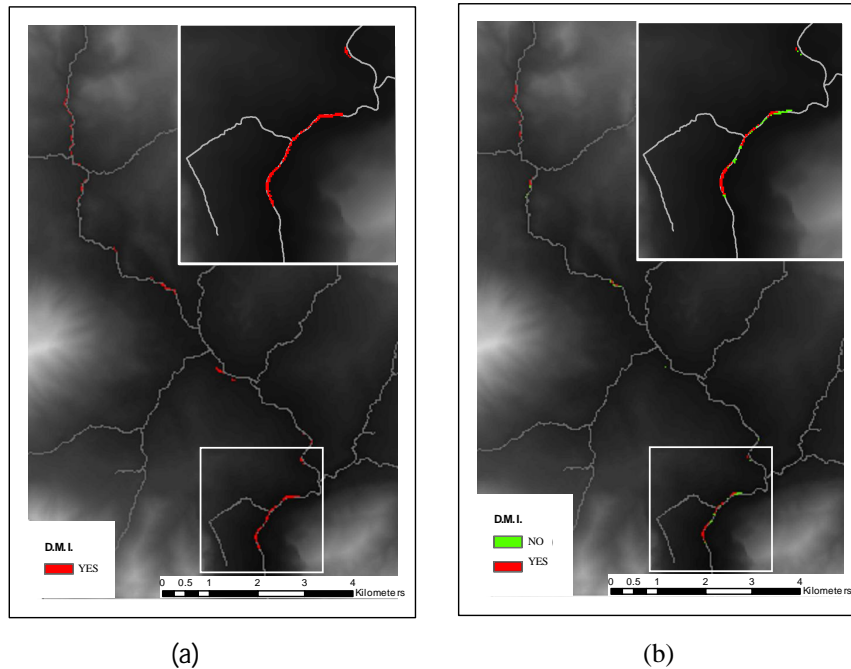 D.M.I.
YES
0 0.5 1 2 3 4
Kilometers
(a)
D.M.I.
NO (
YES
0 0.5 1 2 3 4
Kilometers
(b)